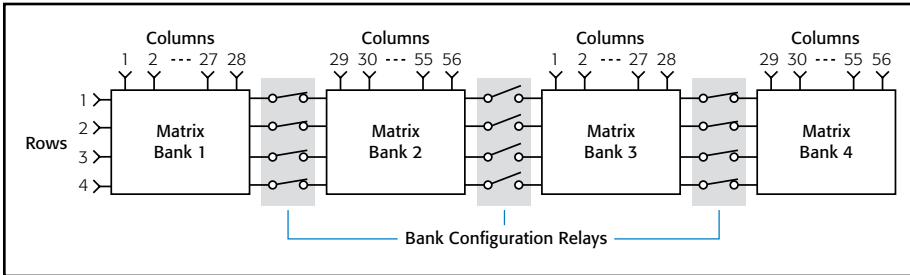 Columns Columns Columns Columns
1 2 --- 27 28 29 30 --- 55 56 1 2 --- 27 28 29 30 --- 55 56
1
2
Rows
3
4
Matrix
Bank 1
Matrix
Bank 2
Matrix
Bank 3
Matrix
Bank 4
Bank Configuration Relays